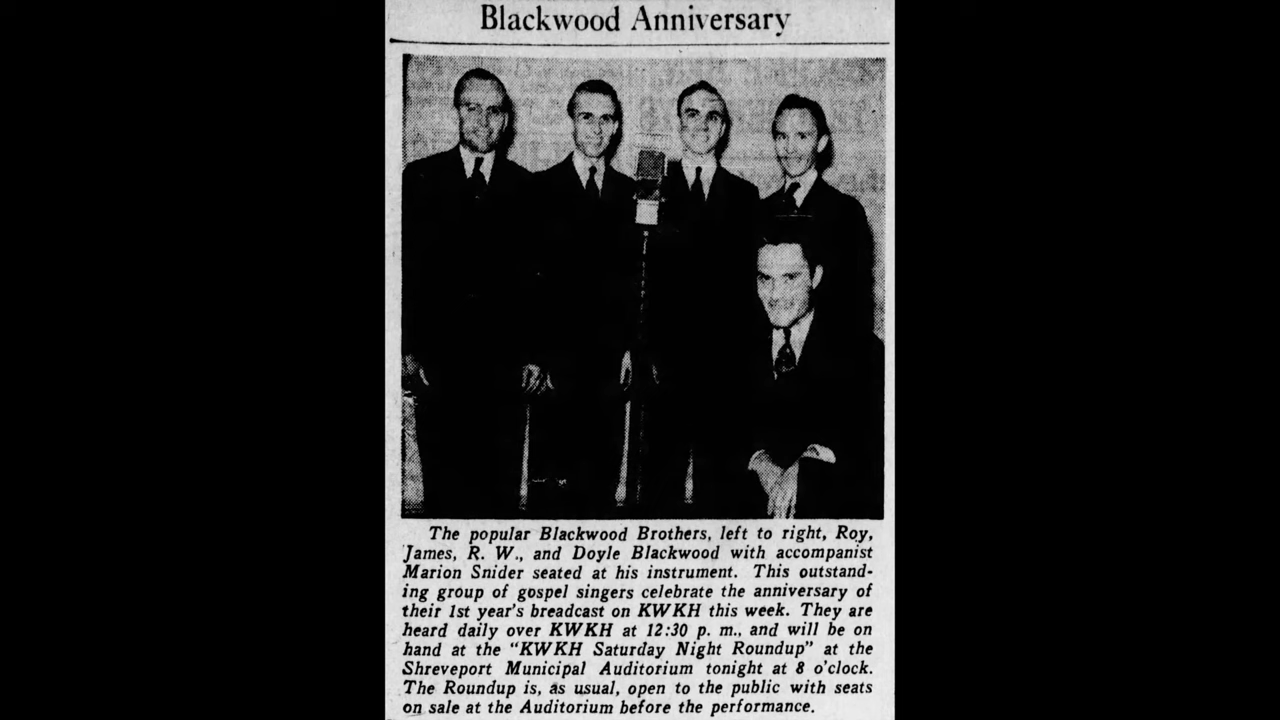 Blackwood Anniversary
The popular Blackwood Brothers, left to right, Roy,
James, R. W., and Doyle Blackwood with accompanist
Marion Snider seated at his instrument. This outstand-
ing group of gospel singers celebrate the anniversary of
their 1st year's breadcast on KWKH this week. They are
heard daily over KWKH at 12:30 p. m., and will be on
hand at the "KWKH Saturday Night Roundup" at the
Shreveport Municipal Auditorium tonight at 8 o'clock.
The Roundup is, as usual, open to the public with seats
on sale at the Auditorium before the performance.